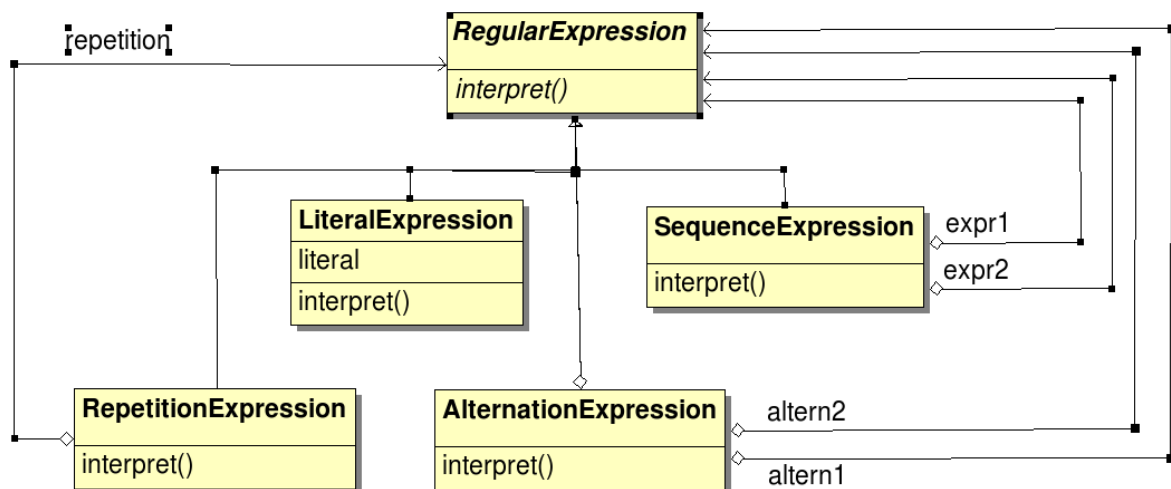 repetition
RegularExpression
interpret()
LiteralExpression
literal
interpret()
SequenceExpression
interpret()
expr1
expr2
RepetitionExpression
interpret()
AlternationExpression
interpret()
altern2
altern1